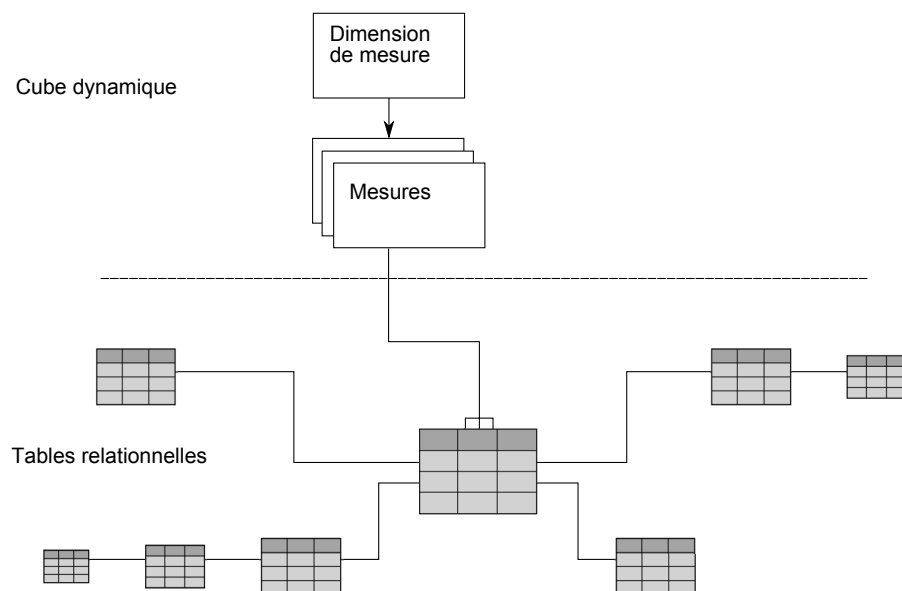 Dimension
de mesure
Cube dynamique
Mesures
Tables relationnelles